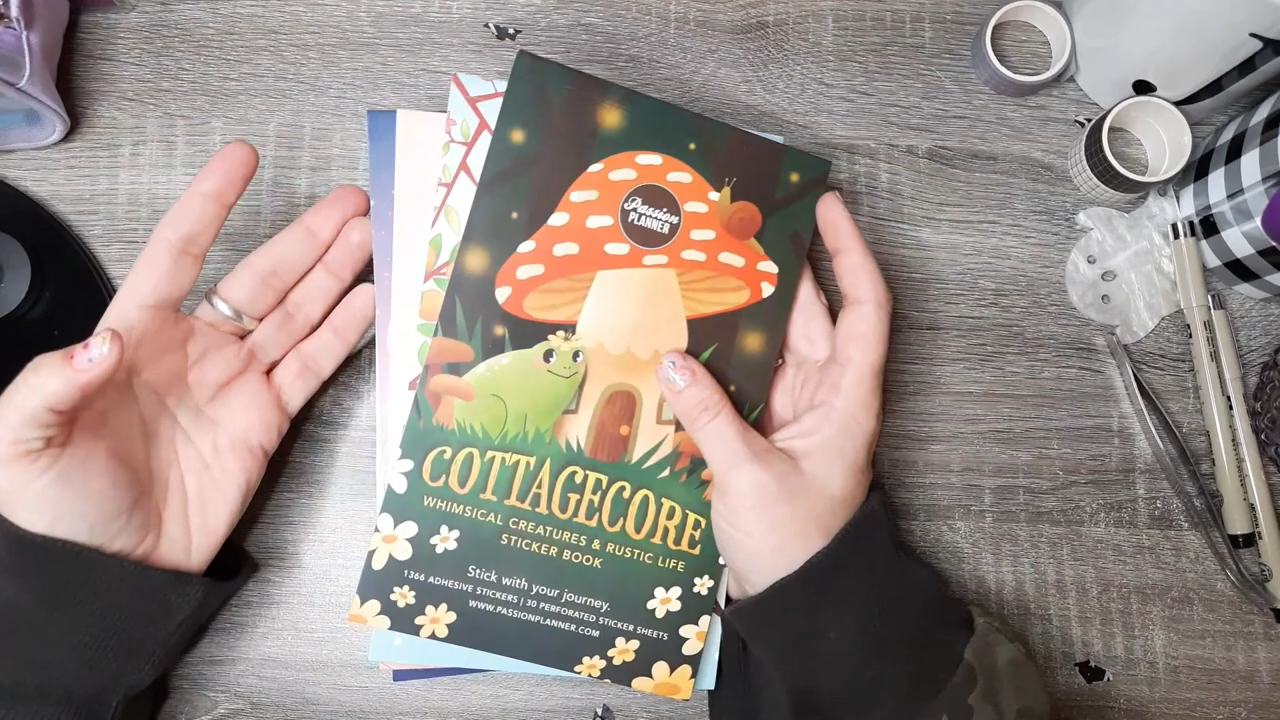 Passion
PLANNER
COTTAGECORE
WHIMSICAL CREATURES & RUSTIC LIFE
STICKER BOOK
Stick with your journey.
1366 ADHESIVE STICKERS | 30 PERFORATED STICKER SHEETS
WWW.PASSIONPLANNER.COM